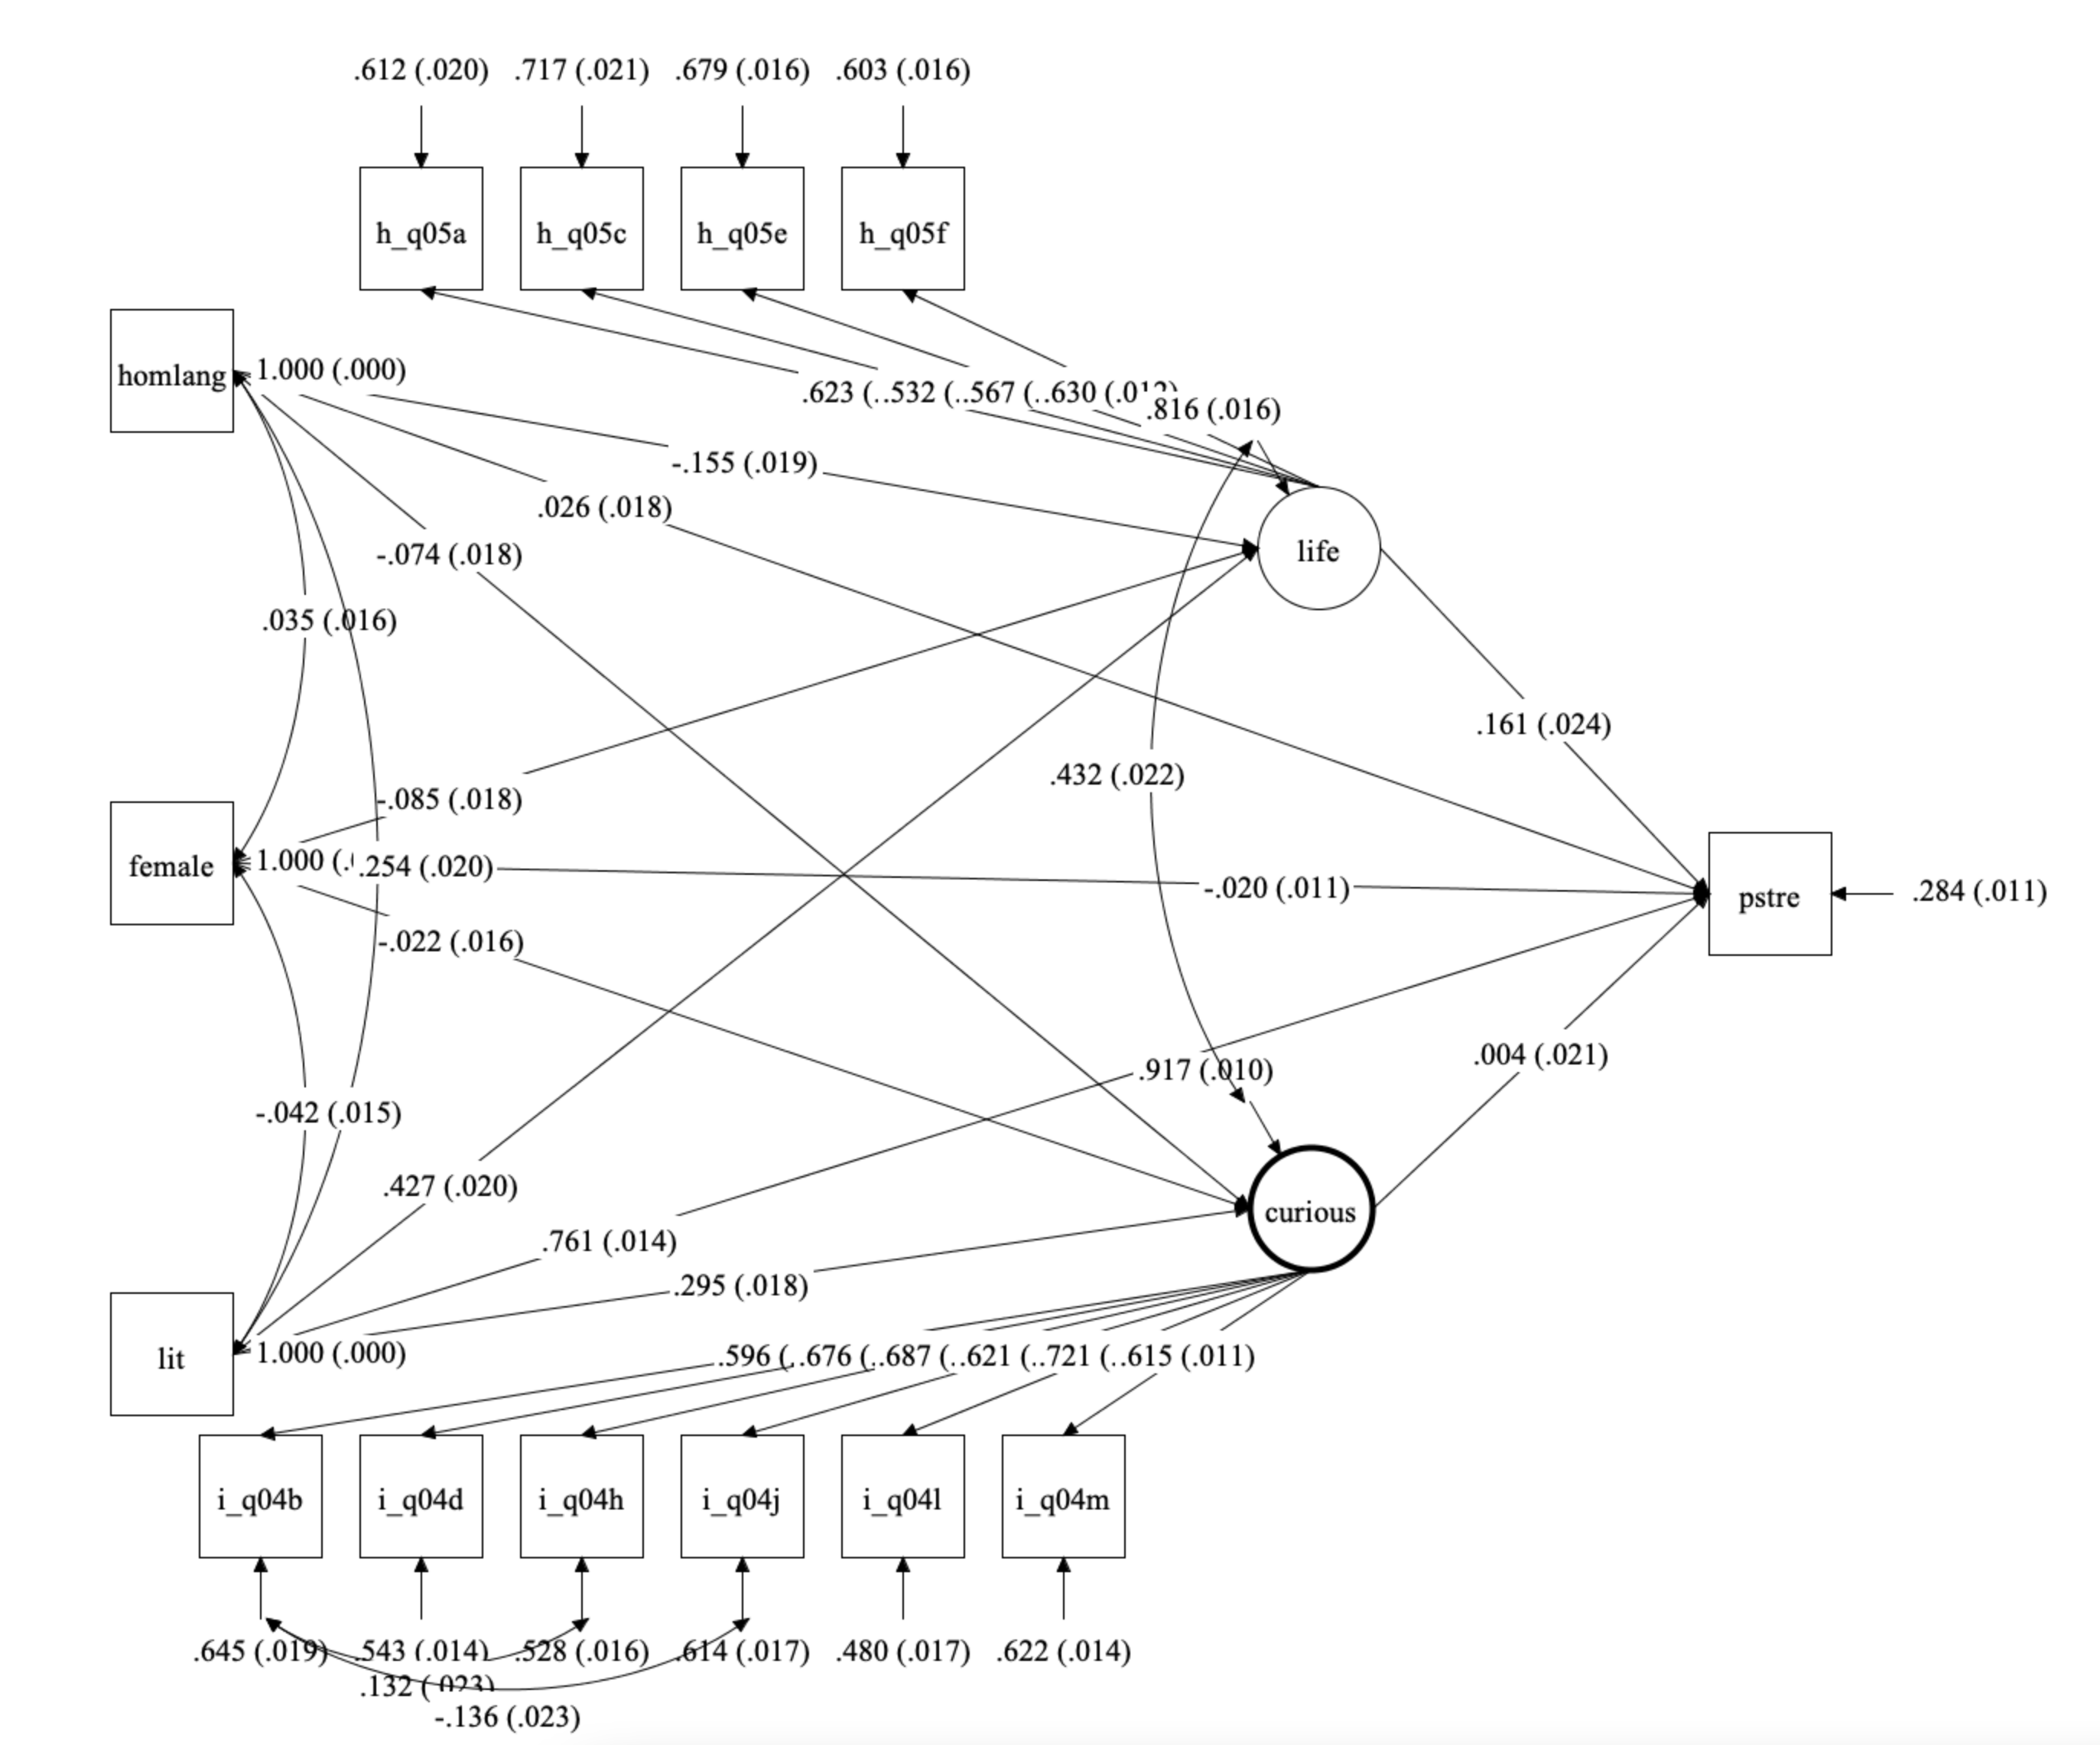 .612 (.020) .717 (.021) .679 (.016) .603 (.016)
h_q05a h_q05c h_q05e h_q05f
homlang 1.000 (.000)
.623 (. .532 (. .567 (. .630 (.012)
.816 (.016)
-.155 (.019)
.026 (.018)
-.074 (.018)
life
.035 (.016)
.161 (.024)
.432 (.022)
-.085 (.018)
female 1.000 (. .254 (.020)
-.020 (.011)
pstre .284 (.011)
-.022 (.016)
.004 (.021)
.917 (.010)
-.042 (.015)
.427 (.020)
curious
.761 (.014)
.295 (.018)
lit 1.000 (.000)
.596 (. .676 (. .687 (. .621 (. .721 (. .615 (.011)
i_q04b i_q04d i_q04h i_q04j i_q04l i_q04m
.645 (.019) .543 (.014) .528 (.016) .614 (.017) .480 (.017) .622 (.014)
.132 (.023)
-.136 (.023)